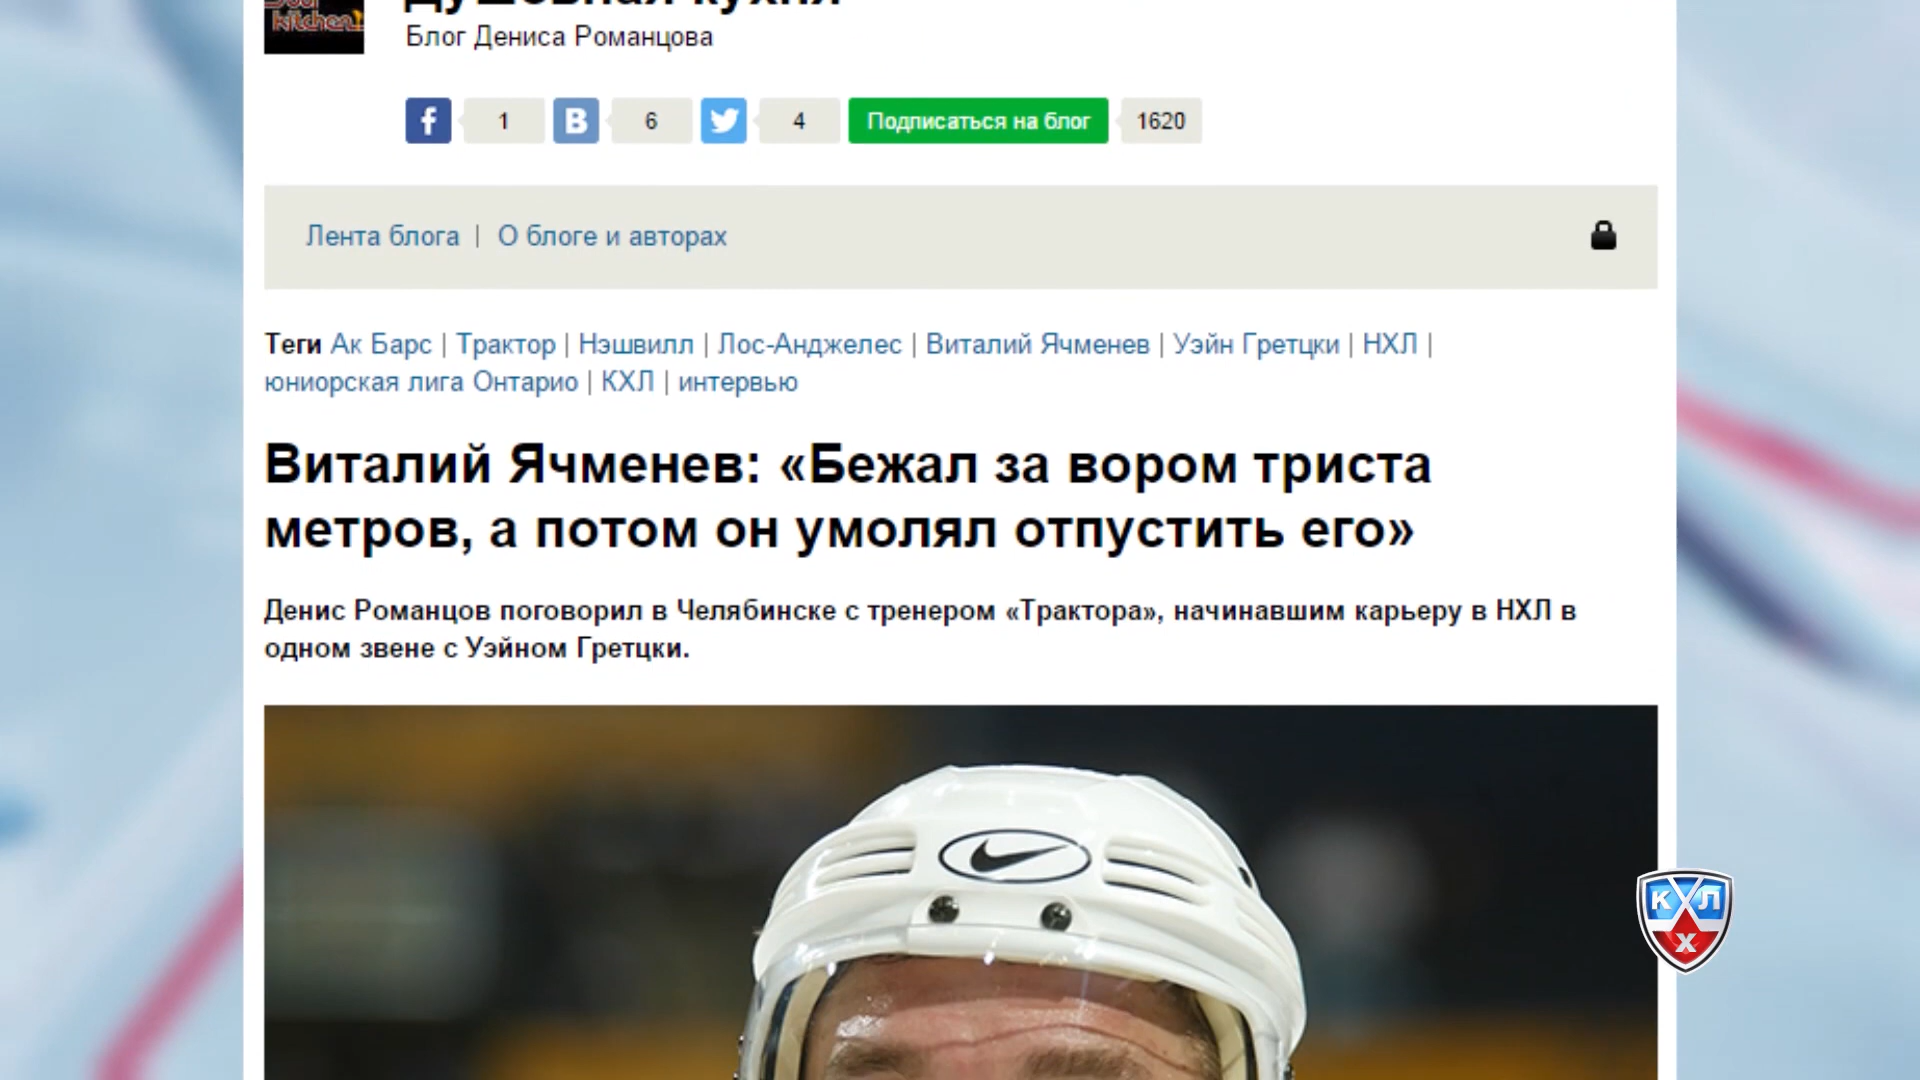 kitchen
Душевная кухня
Блог Дениса Романцова
f 1 B 6 4 Подписаться на блог 1620
Лента блога | О блоге и авторах
Теги Ак Барс | Трактор | Нэшвилл | Лос-Анджелес | Виталий Ячменев | Уэйн Гретцки | НХЛ |
юниорская лига Онтарио | КХЛ | интервью
Виталий Ячменев: «Бежал за вором триста
метров, а потом он умолял отпустить его»
Денис Романцов поговорил в Челябинске с тренером «Трактора», начинавшим карьеру в НХЛ в
одном звене с Уэйном Гретцки.
КХЛ
Х